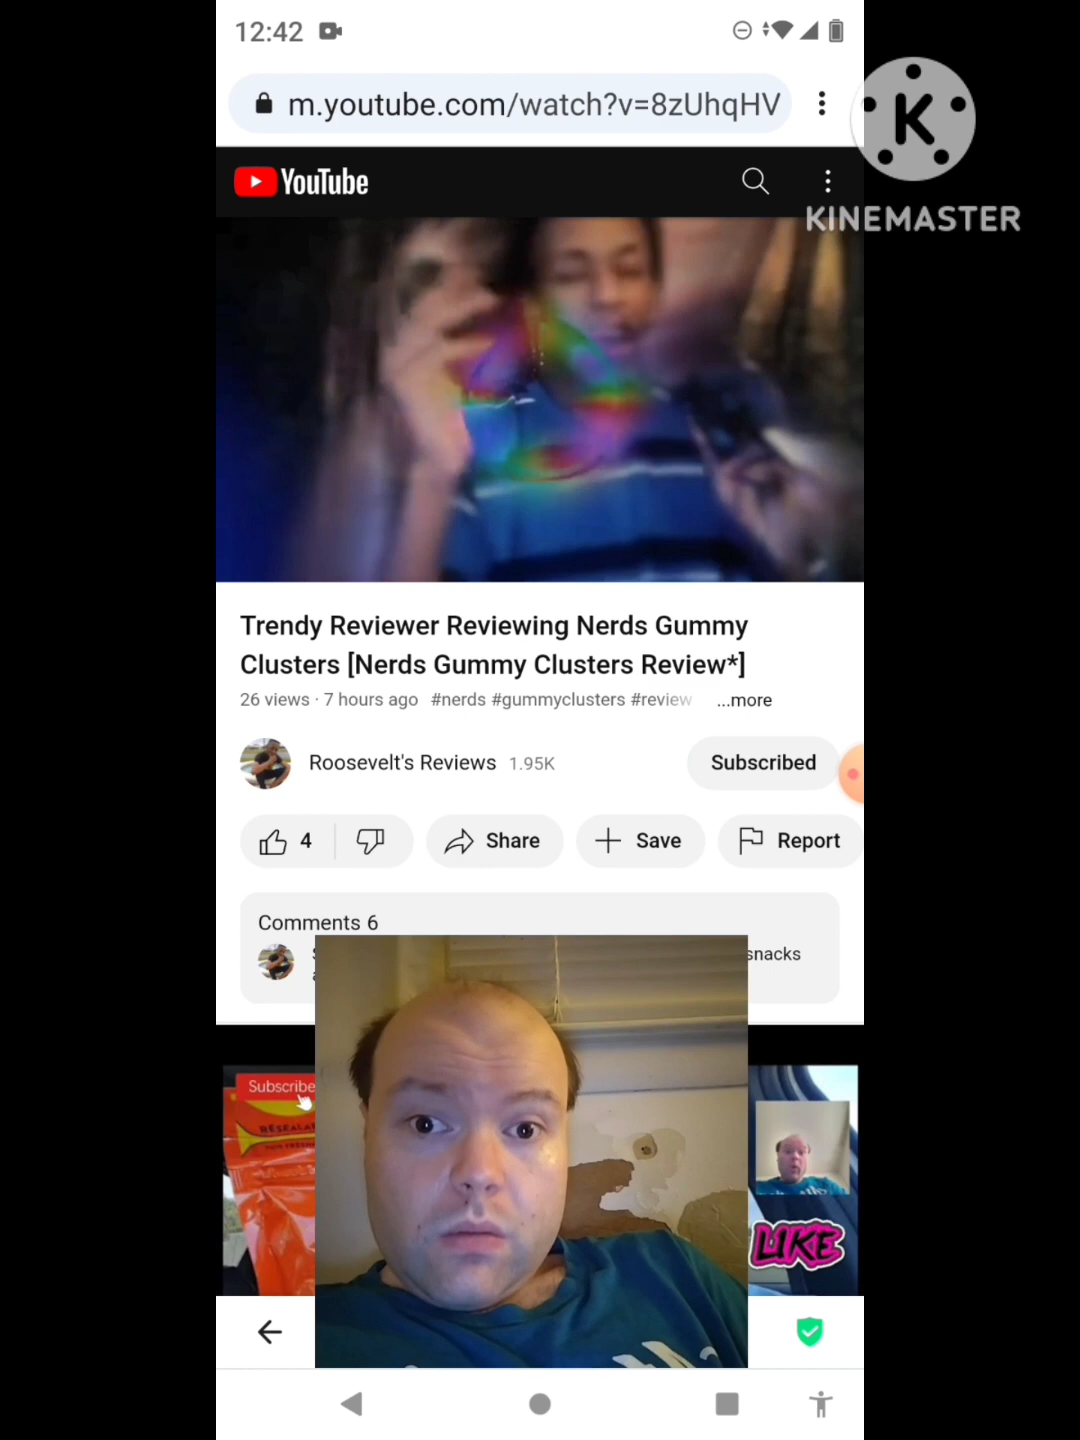 12:42
m.youtube.com/watch?v=8zUhqHV
K
KINEMASTER
YouTube
Trendy Reviewer Reviewing Nerds Gummy
Clusters [Nerds Gummy Clusters Review*]
26 views · 7 hours ago #nerds #gummyclusters #review ...more
Roosevelt's Reviews 1.95K
Subscribed
4
Share
Save
Report
Comments 6
snacks
Subscribe
LIKE